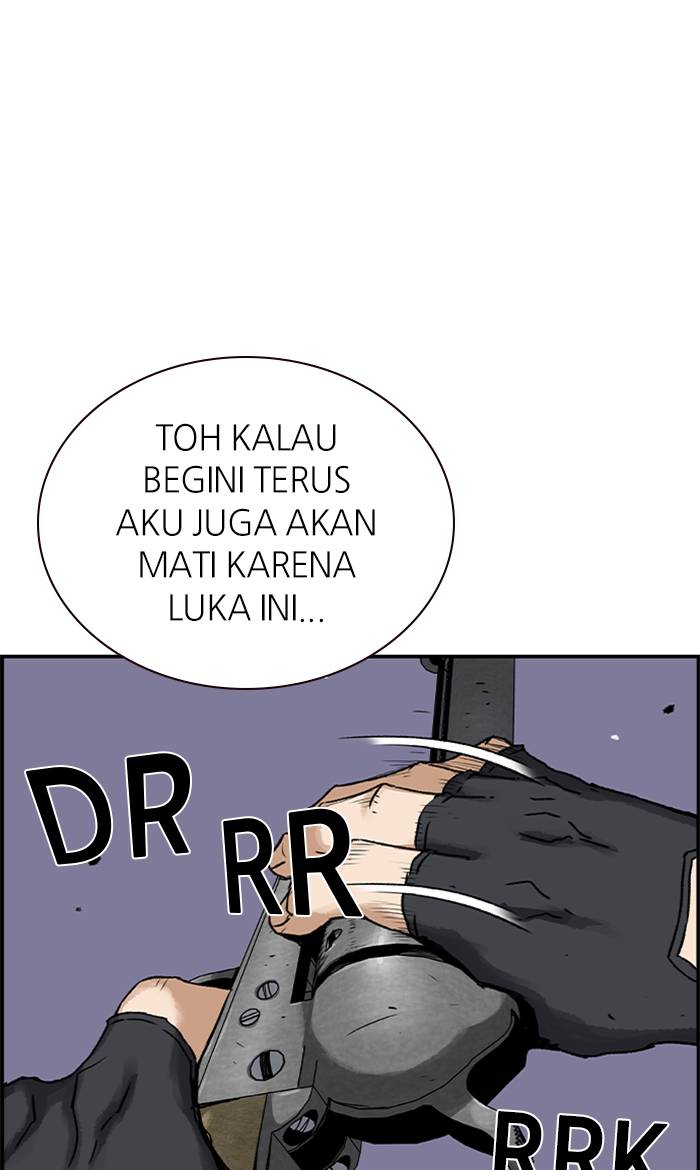 TOH KALAU
BEGINI TERUS
AKU JUGA AKAN
MATI KARENA
LUKA INI...
DR
RR
RRK